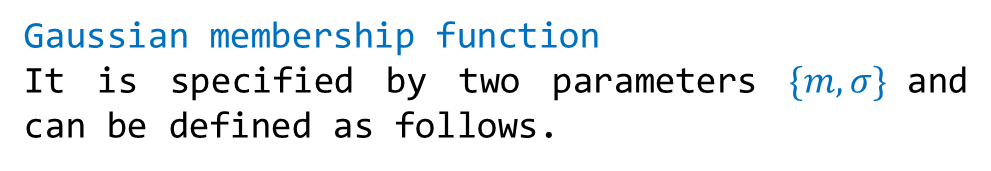 Gaussian membership function
It is specified by two parameters {m, σ} and
can be defined as follows.